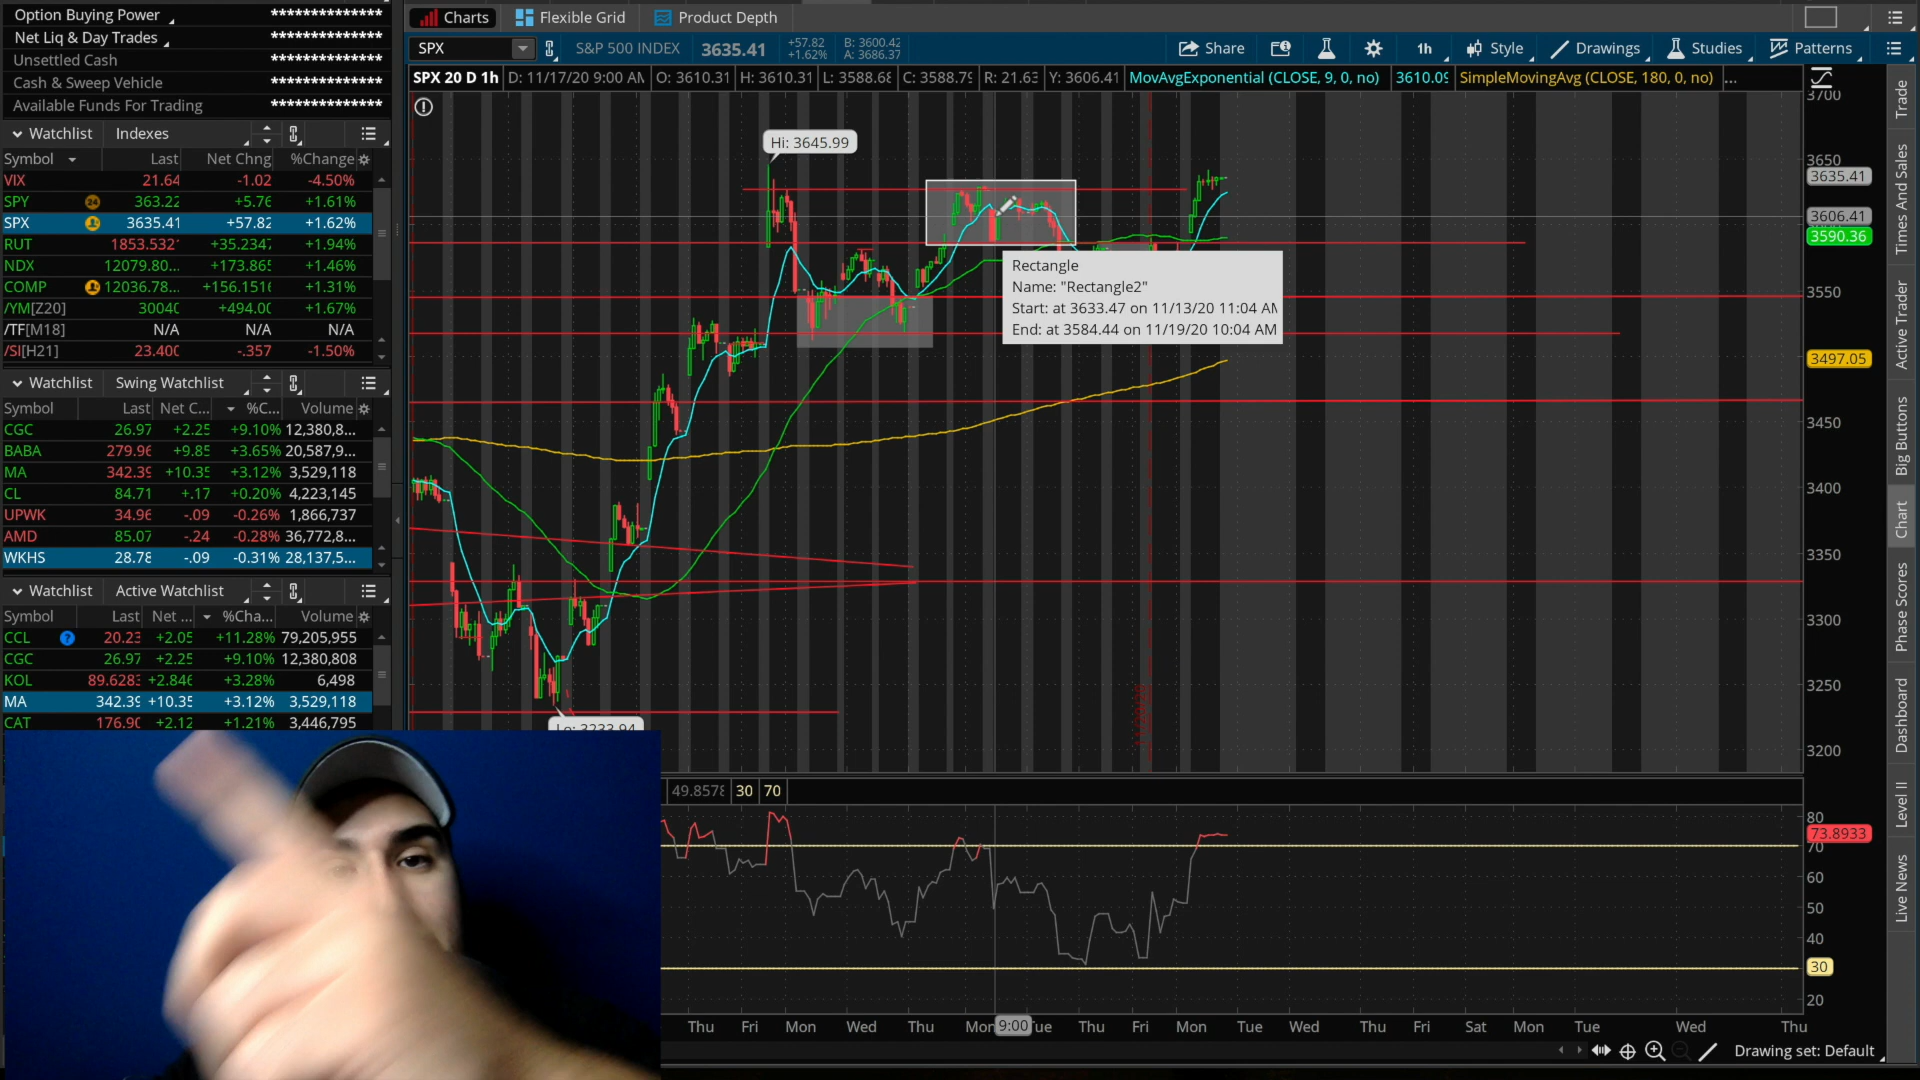 Option Buying Power ***************
Net Liq & Day Trades ***************
Unsettled Cash ***************
Cash & Sweep Vehicle ***************
Available Funds For Trading ***************
Watchlist Indexes
Symbol Last Net Chng %Change
VIX 21.64 -1.02 -4.50%
SPY 363.22 +5.76 +1.61%
SPX 3635.41 +57.82 +1.62%
RUT 1853.532 +35.2347 +1.94%
NDX 12079.80... +173.865 +1.46%
COMP 12036.78... +156.1516 +1.31%
/YM[Z20] 30040 +494.00 +1.67%
/TF[M18] N/A N/A N/A
/SI[H21] 23.400 -.357 -1.50%
Watchlist Swing Watchlist
Symbol Last Net C... %C... Volume
CGC 26.97 +2.25 +9.10% 12,380,8...
BABA 279.96 +9.85 +3.65% 20,587,9...
MA 342.39 +10.35 +3.12% 3,529,118
CL 84.71 +.17 +0.20% 4,223,145
UPWK 34.96 -.09 -0.26% 1,866,737
AMD 85.07 -.24 -0.28% 36,772,8...
WKHS 28.78 -.09 -0.31% 28,137,5...
Watchlist Active Watchlist
Symbol Last Net ... %Cha... Volume
CCL 20.23 +2.05 +11.28% 79,205,955
CGC 26.97 +2.25 +9.10% 12,380,808
KOL 89.6283 +2.846 +3.28% 6,498
MA 342.39 +10.35 +3.12% 3,529,118
CAT 176.90 +2.12 +1.21% 3,446,795
Charts Flexible Grid Product Depth
SPX S&P 500 INDEX 3635.41 +57.82 +1.62% B: 3600.42 A: 3686.37 Share 1h Style Drawings Studies Patterns
SPX 20 D 1h D: 11/17/20 9:00 AM O: 3610.31 H: 3610.31 L: 3588.68 C: 3588.79 R: 21.63 Y: 3606.41 MovAvgExponential (CLOSE, 9, 0, no) 3610.09 SimpleMovingAvg (CLOSE, 180, 0, no) ...
Hi: 3645.99
Rectangle
Name: "Rectangle2"
Start: at 3633.47 on 11/13/20 11:04 AM
End: at 3584.44 on 11/19/20 10:04 AM
Lo: 3233.94
3700
3650
3635.41
3606.41
3590.36
3550
3497.05
3450
3400
3350
3300
3250
3200
49.8578 30 70
80
73.8933
70
60
50
40
30
20
Thu Fri Mon Wed Thu Mon 9:00 Tue Thu Fri Mon Tue Wed Thu Fri Sat Mon Tue Wed Thu
Drawing set: Default
Trade
Times And Sales
Active Trader
Big Buttons
Chart
Phase Scores
Dashboard
Level II
Live News